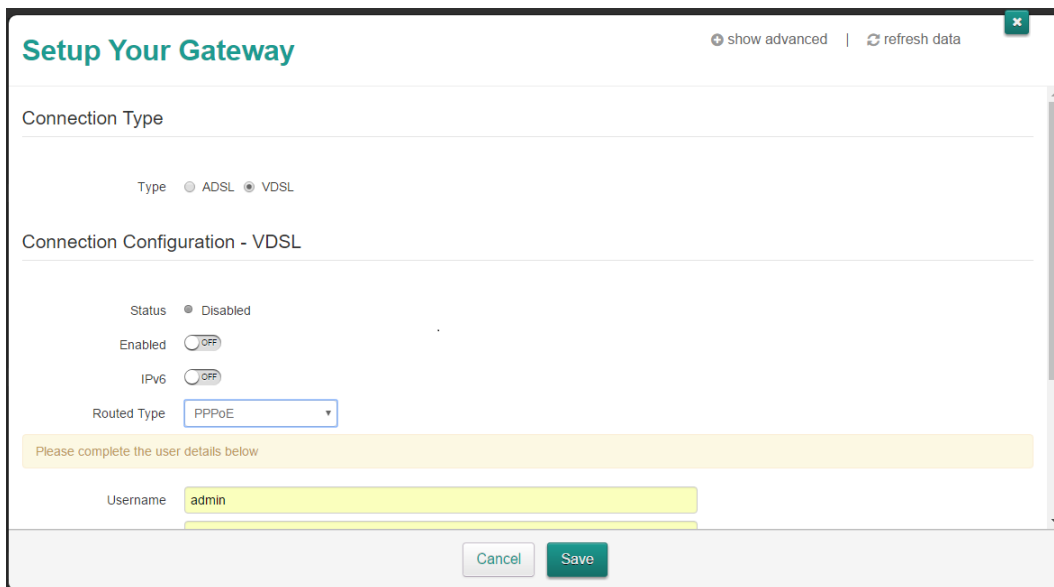 Setup Your Gateway
show advanced | refresh data
Connection Type
Type ADSL VDSL
Connection Configuration - VDSL
Status Disabled
Enabled OFF
IPv6 OFF
Routed Type PPPoE
Please complete the user details below
Username admin
Cancel Save